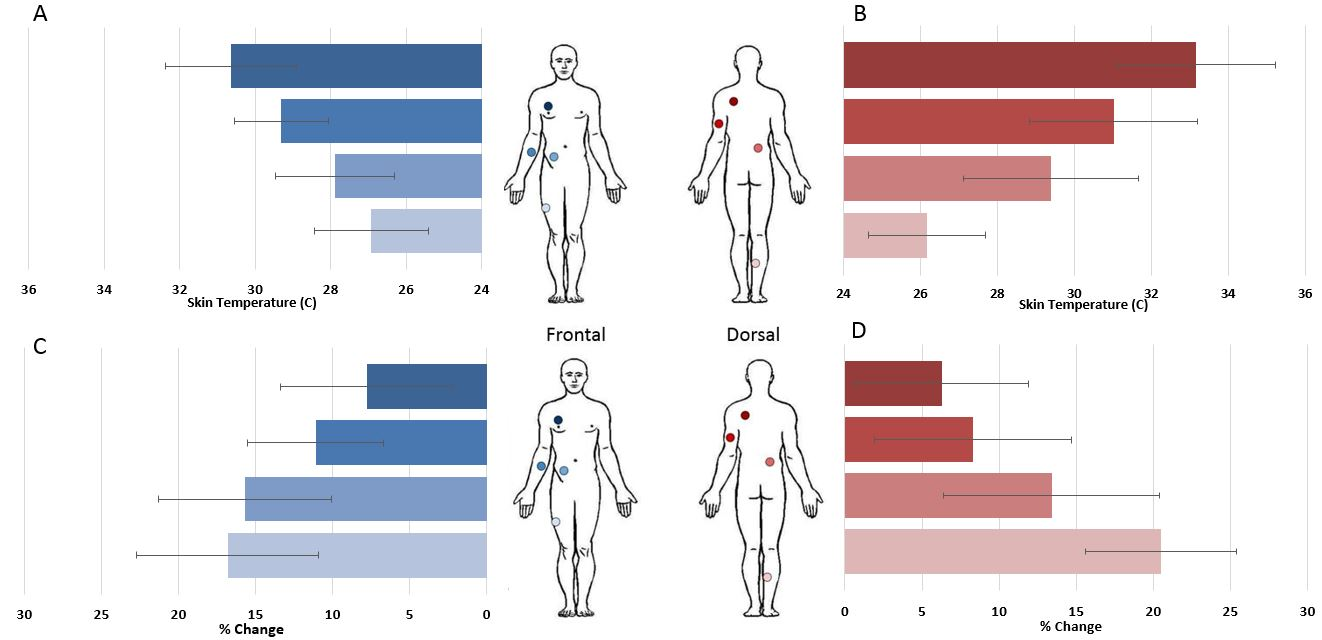 A
B
36 34 32 30 28 26 24
Skin Temperature (C)
24 26 28 30 32 34 36
Skin Temperature (C)
Frontal
Dorsal
C
D
30 25 20 15 10 5 0
% Change
0 5 10 15 20 25 30
% Change